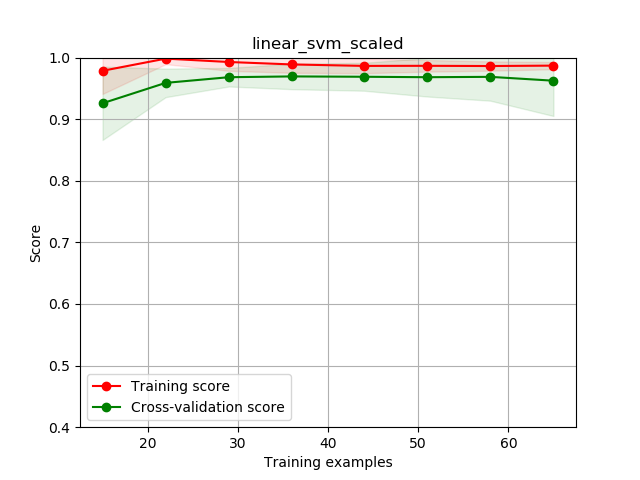 linear_svm_scaled
1.0
0.9
0.8
0.7
0.6
0.5
0.4
Score
Training score
Cross-validation score
20 30 40 50 60
Training examples